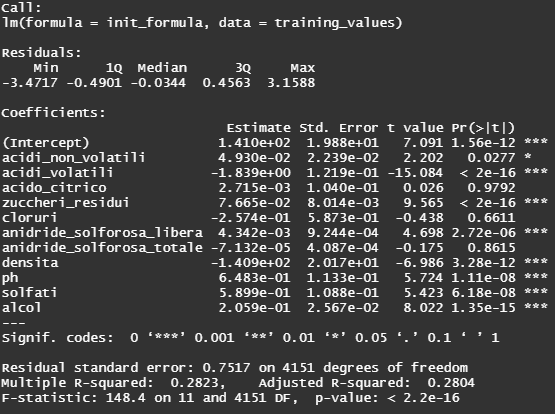 Call:
lm(formula = init_formula, data = training_values)
Residuals:
Min 1Q Median 3Q Max
-3.4717 -0.4901 -0.0344 0.4563 3.1588
Coefficients:
Estimate Std. Error t value Pr(>|t|)
(Intercept) 1.410e+02 1.988e+01 7.091 1.56e-12 ***
acidi_non_volatili 4.930e-02 2.239e-02 2.202 0.0277 *
acidi_volatili -1.839e+00 1.219e-01 -15.084 < 2e-16 ***
acido_citrico 2.715e-03 1.040e-01 0.026 0.9792
zuccheri_residui 7.665e-02 8.014e-03 9.565 < 2e-16 ***
cloruri -2.574e-01 5.873e-01 -0.438 0.6611
anidride_solforosa_libera 4.342e-03 9.244e-04 4.698 2.72e-06 ***
anidride_solforosa_totale -7.132e-05 4.087e-04 -0.175 0.8615
densita -1.409e+02 2.017e+01 -6.986 3.28e-12 ***
ph 6.483e-01 1.133e-01 5.724 1.11e-08 ***
solfati 5.899e-01 1.088e-01 5.423 6.18e-08 ***
alcol 2.059e-01 2.567e-02 8.022 1.35e-15 ***
---
Signif. codes: 0 ‘***’ 0.001 ‘**’ 0.01 ‘*’ 0.05 ‘.’ 0.1 ‘ ’ 1
Residual standard error: 0.7517 on 4151 degrees of freedom
Multiple R-squared: 0.2823, Adjusted R-squared: 0.2804
F-statistic: 148.4 on 11 and 4151 DF, p-value: < 2.2e-16